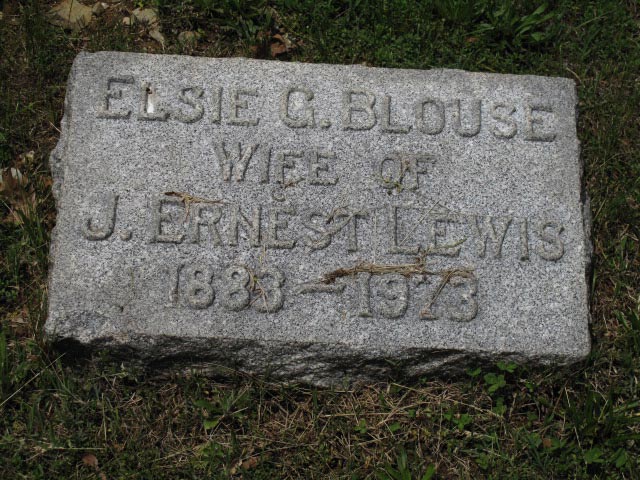 ELSIE G. BLOUSE
WIFE OF
J. ERNEST LEWIS
1883–1973